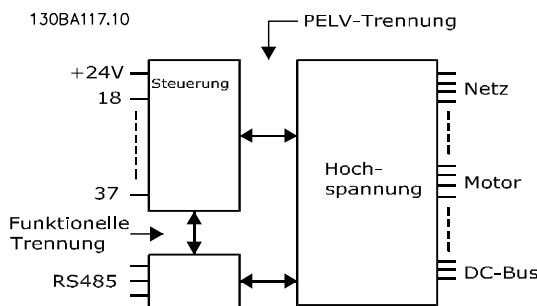 130BA117.10
PELV-Trennung
+24V
Steuerung
18
Netz
Hoch-
spannung
37
Motor
Funktionelle
Trennung
RS485
DC-Bus